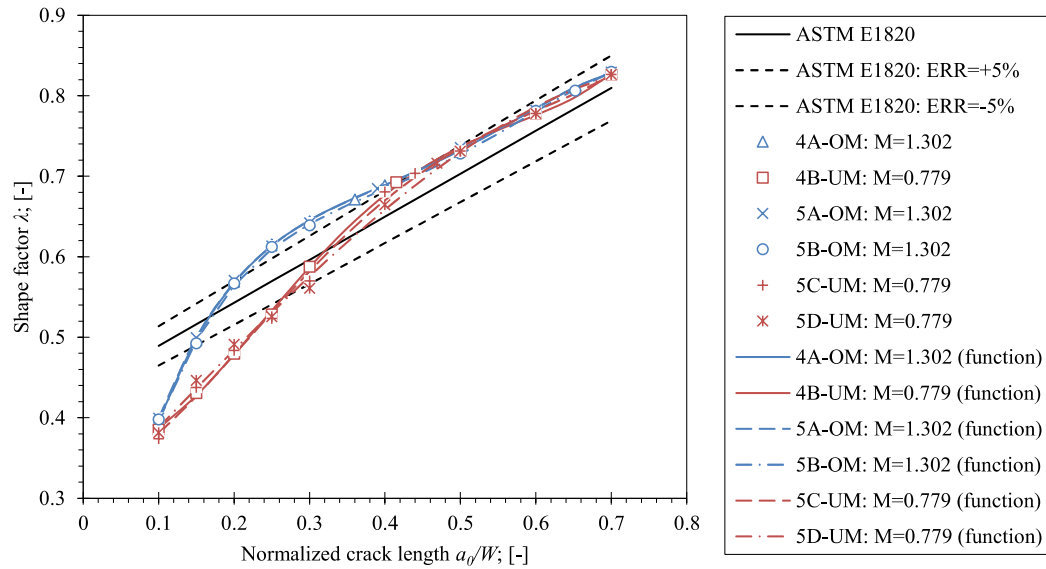 0.9
0.8
0.7
0.6
0.5
0.4
0.3
Shape factor λ; [-]
0 0.1 0.2 0.3 0.4 0.5 0.6 0.7 0.8
Normalized crack length a₀/W; [-]
ASTM E1820
ASTM E1820: ERR=+5%
ASTM E1820: ERR=-5%
4A-OM: M=1.302
4B-UM: M=0.779
5A-OM: M=1.302
5B-OM: M=1.302
5C-UM: M=0.779
5D-UM: M=0.779
4A-OM: M=1.302 (function)
4B-UM: M=0.779 (function)
5A-OM: M=1.302 (function)
5B-OM: M=1.302 (function)
5C-UM: M=0.779 (function)
5D-UM: M=0.779 (function)